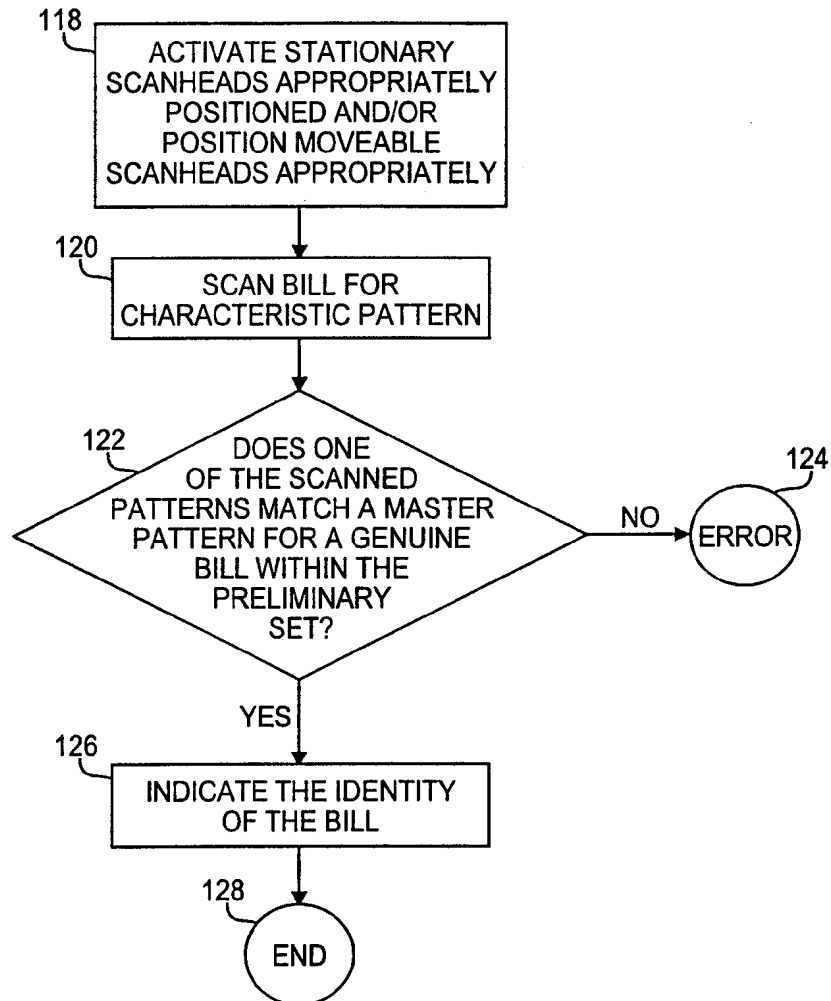 118
ACTIVATE STATIONARY
SCANHEADS APPROPRIATELY
POSITIONED AND/OR
POSITION MOVEABLE
SCANHEADS APPROPRIATELY
120
SCAN BILL FOR
CHARACTERISTIC PATTERN
122
DOES ONE
OF THE SCANNED
PATTERNS MATCH A MASTER
PATTERN FOR A GENUINE
BILL WITHIN THE
PRELIMINARY
SET?
NO
124
ERROR
YES
126
INDICATE THE IDENTITY
OF THE BILL
128
END